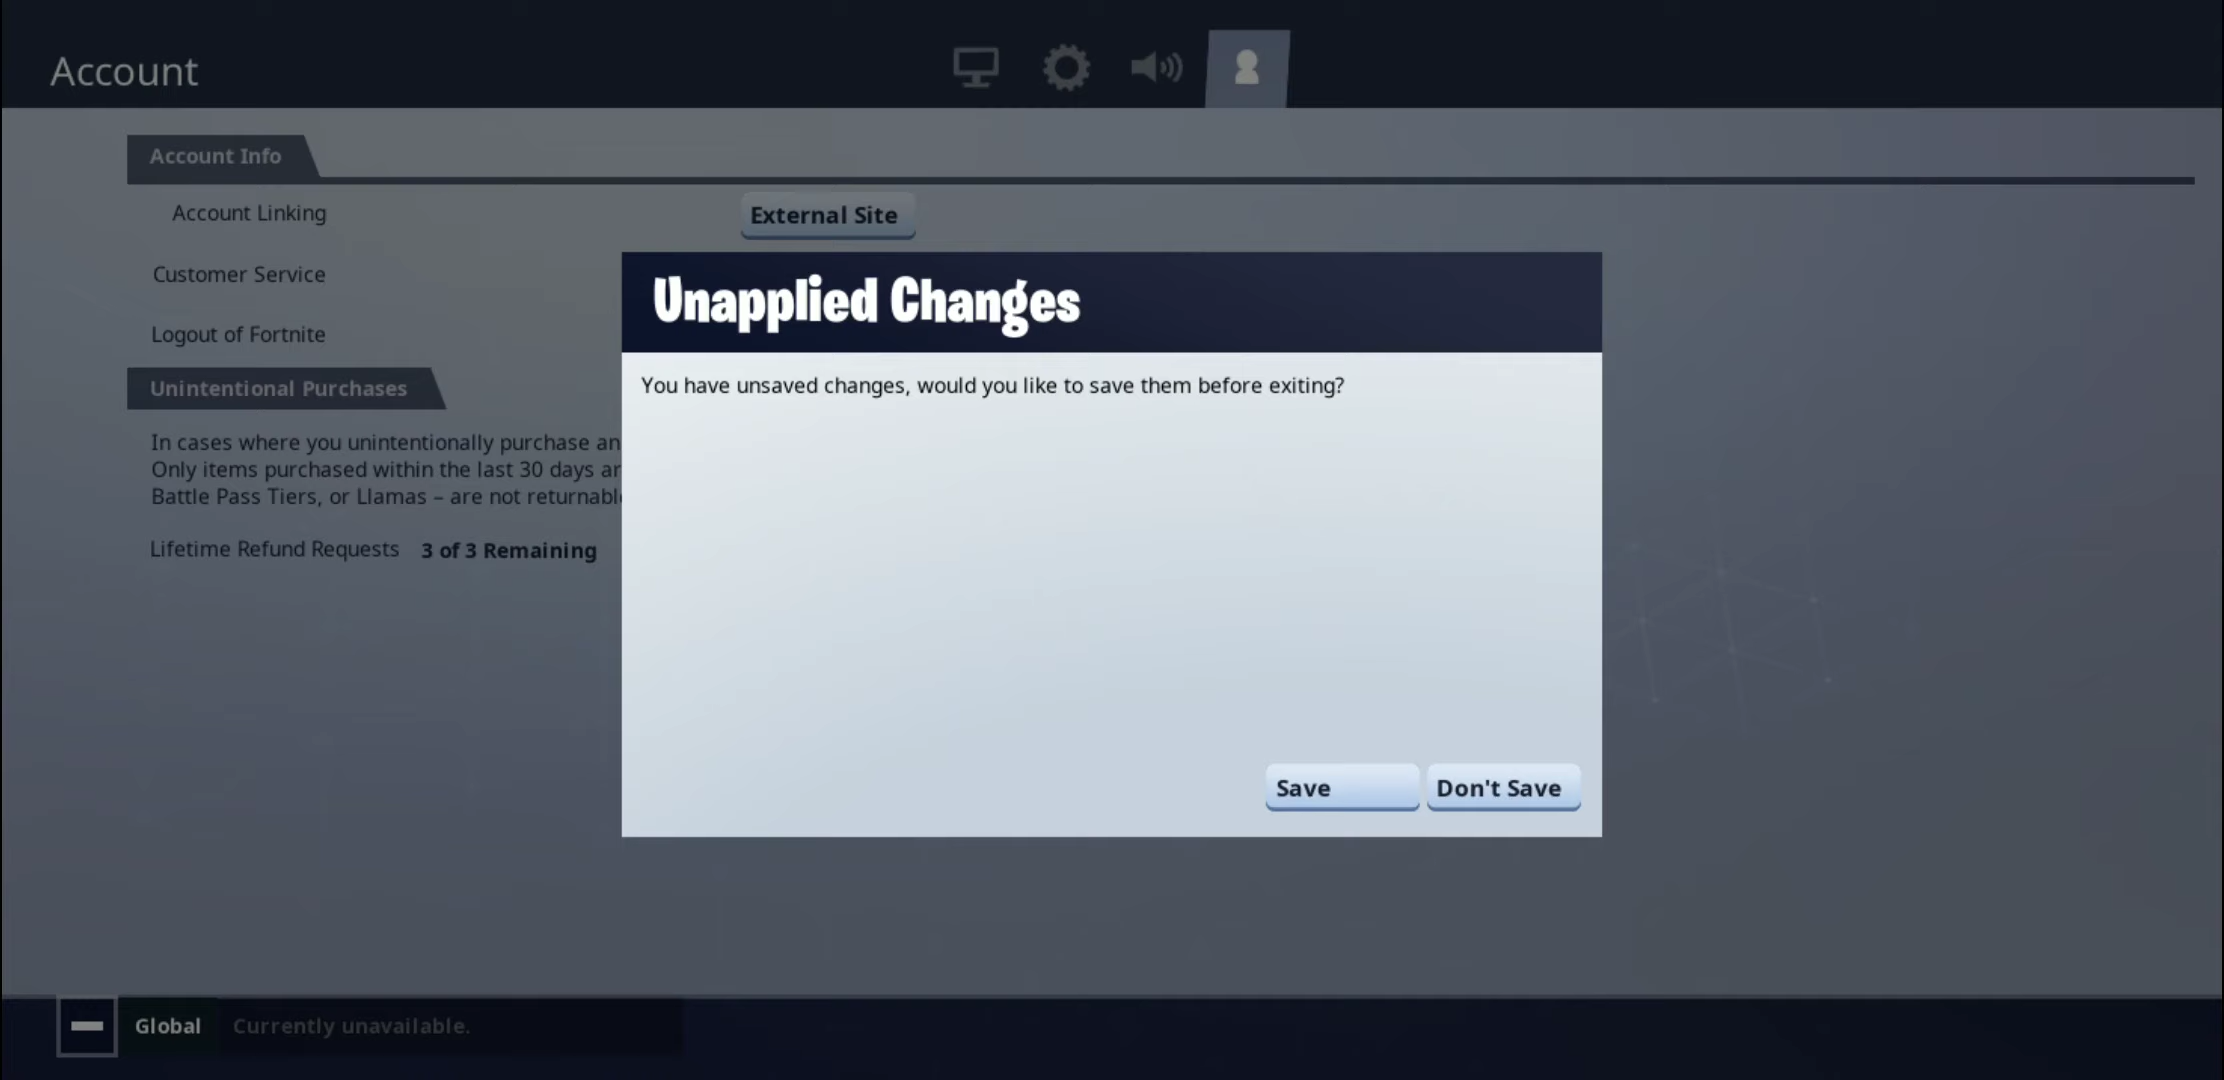 Account
Account Info
Account Linking
External Site
Customer Service
Logout of Fortnite
Unintentional Purchases
In cases where you unintentionally purchase an
Only items purchased within the last 30 days ar
Battle Pass Tiers, or Llamas – are not returnabl
Lifetime Refund Requests 3 of 3 Remaining
Unapplied Changes
You have unsaved changes, would you like to save them before exiting?
Save Don't Save
Global Currently unavailable.